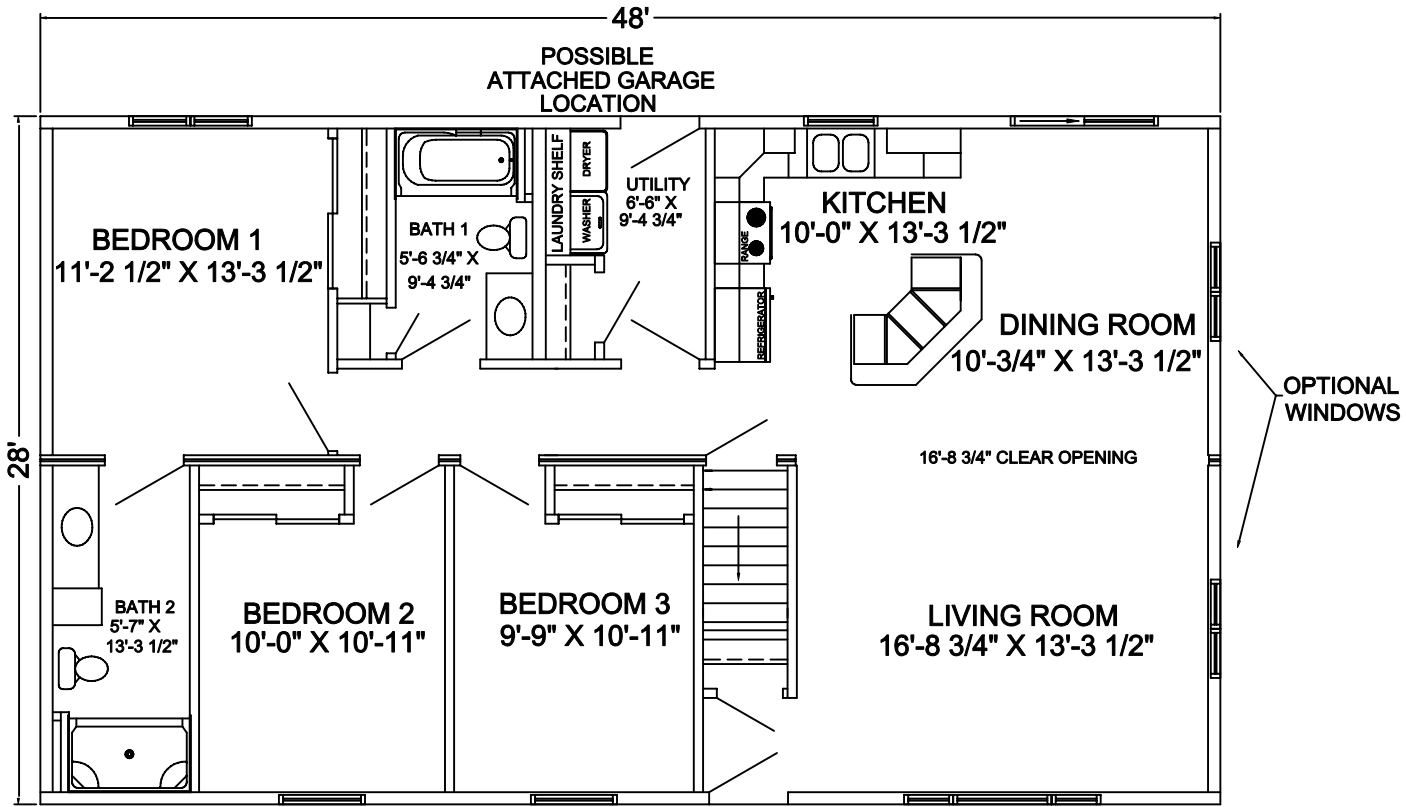 48'
POSSIBLE
ATTACHED GARAGE
LOCATION
28'
BEDROOM 1
11'-2 1/2" X 13'-3 1/2"
BATH 1
5'-6 3/4" X
9'-4 3/4"
LAUNDRY SHELF
DRYER
WASHER
UTILITY
6'-6" X
9'-4 3/4"
KITCHEN
10'-0" X 13'-3 1/2"
RANGE
REFRIGERATOR
DINING ROOM
10'-3/4" X 13'-3 1/2"
OPTIONAL
WINDOWS
16'-8 3/4" CLEAR OPENING
BATH 2
5'-7" X
13'-3 1/2"
BEDROOM 2
10'-0" X 10'-11"
BEDROOM 3
9'-9" X 10'-11"
LIVING ROOM
16'-8 3/4" X 13'-3 1/2"